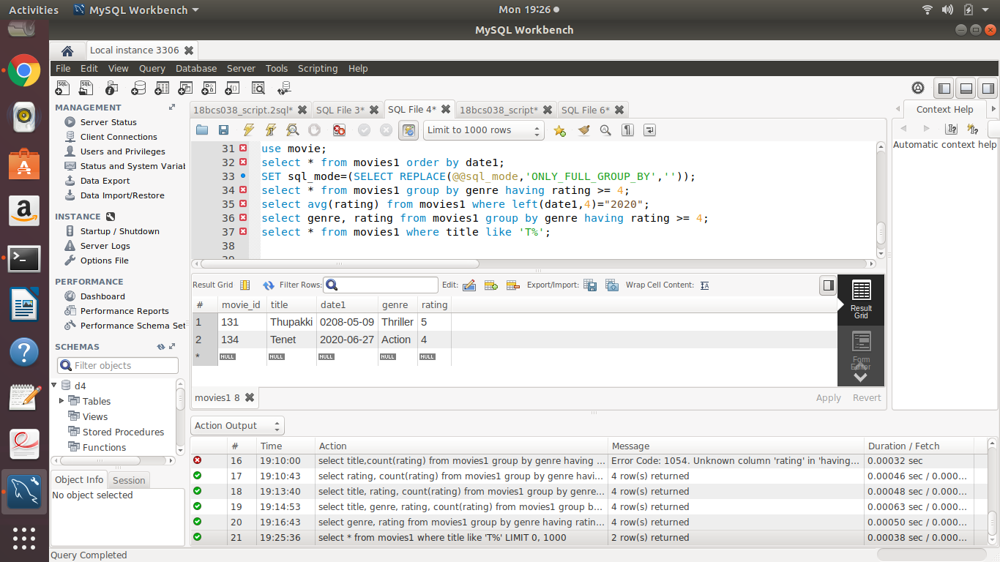 Activities MySQL Workbench Mon 19:26
MySQL Workbench
Local instance 3306
File Edit View Query Database Server Tools Scripting Help
MANAGEMENT
Server Status
Client Connections
Users and Privileges
Status and System Variab
Data Export
Data Import/Restore
INSTANCE
Startup / Shutdown
Server Logs
Options File
PERFORMANCE
Dashboard
Performance Reports
Performance Schema Set
SCHEMAS
Filter objects
d4
Tables
Views
Stored Procedures
Functions
Object Info Session
No object selected
18bcs038_script.2sql* SQL File 3* SQL File 4* 18bcs038_script* SQL File 6*
Limit to 1000 rows
31 use movie;
32 select * from movies1 order by date1;
33 SET sql_mode=(SELECT REPLACE(@@sql_mode,'ONLY_FULL_GROUP_BY',''));
34 select * from movies1 group by genre having rating >= 4;
35 select avg(rating) from movies1 where left(date1,4)="2020";
36 select genre, rating from movies1 group by genre having rating >= 4;
37 select * from movies1 where title like 'T%';
38
39
Result Grid Filter Rows: Edit: Export/Import: Wrap Cell Content:
# movie_id title date1 genre rating
1 131 Thupakki 0208-05-09 Thriller 5
2 134 Tenet 2020-06-27 Action 4
* NULL NULL NULL NULL NULL
Result
Grid
Form
Editor
movies1 8 Apply Revert
Context Help
Automatic context help
Action Output
# Time Action Message Duration / Fetch
16 19:10:00 select title,count(rating) from movies1 group by genre having ... Error Code: 1054. Unknown column 'rating' in 'having... 0.00032 sec
17 19:10:43 select rating, count(rating) from movies1 group by genre havi... 4 row(s) returned 0.00046 sec / 0.000...
18 19:13:40 select title, rating, count(rating) from movies1 group by genre... 4 row(s) returned 0.00048 sec / 0.000...
19 19:14:53 select title, genre, rating, count(rating) from movies1 group b... 4 row(s) returned 0.00063 sec / 0.000...
20 19:16:43 select genre, rating from movies1 group by genre having ratin... 4 row(s) returned 0.00050 sec / 0.000...
21 19:25:36 select * from movies1 where title like 'T%' LIMIT 0, 1000 2 row(s) returned 0.00038 sec / 0.000...
Query Completed